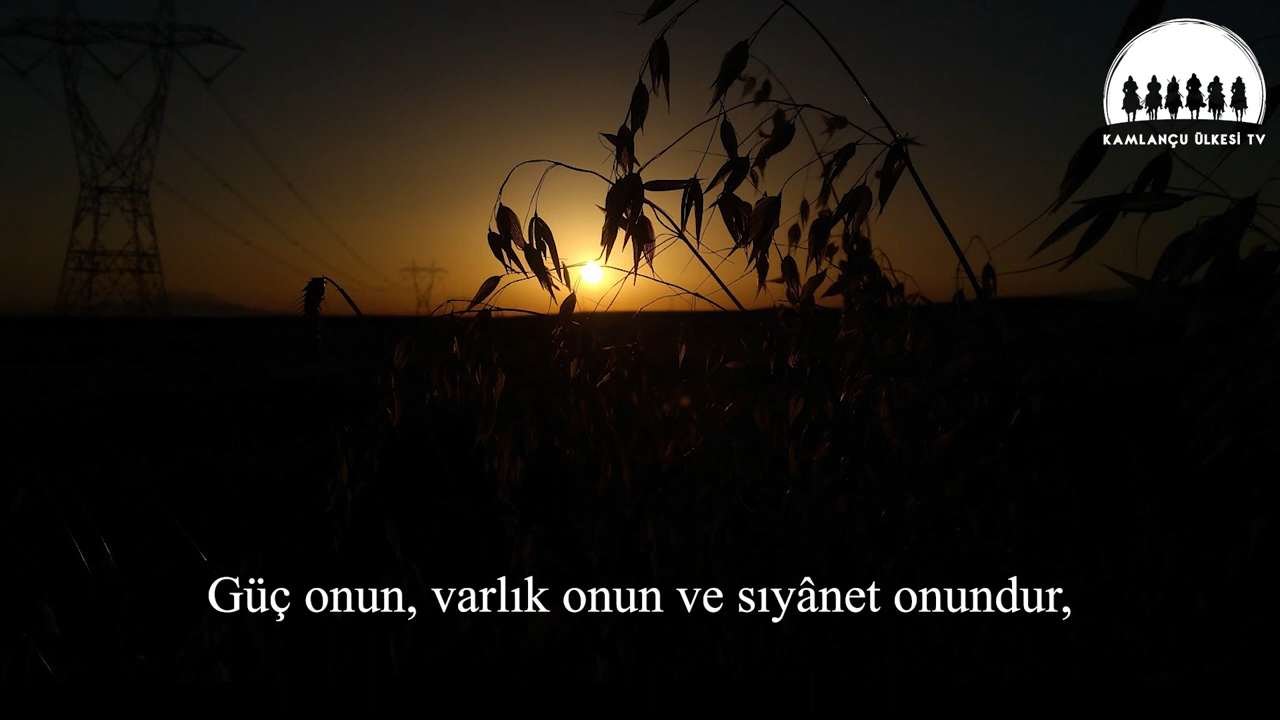 KAMLANÇU ÜLKESİ TV
Güç onun, varlık onun ve sıyânet onundur,